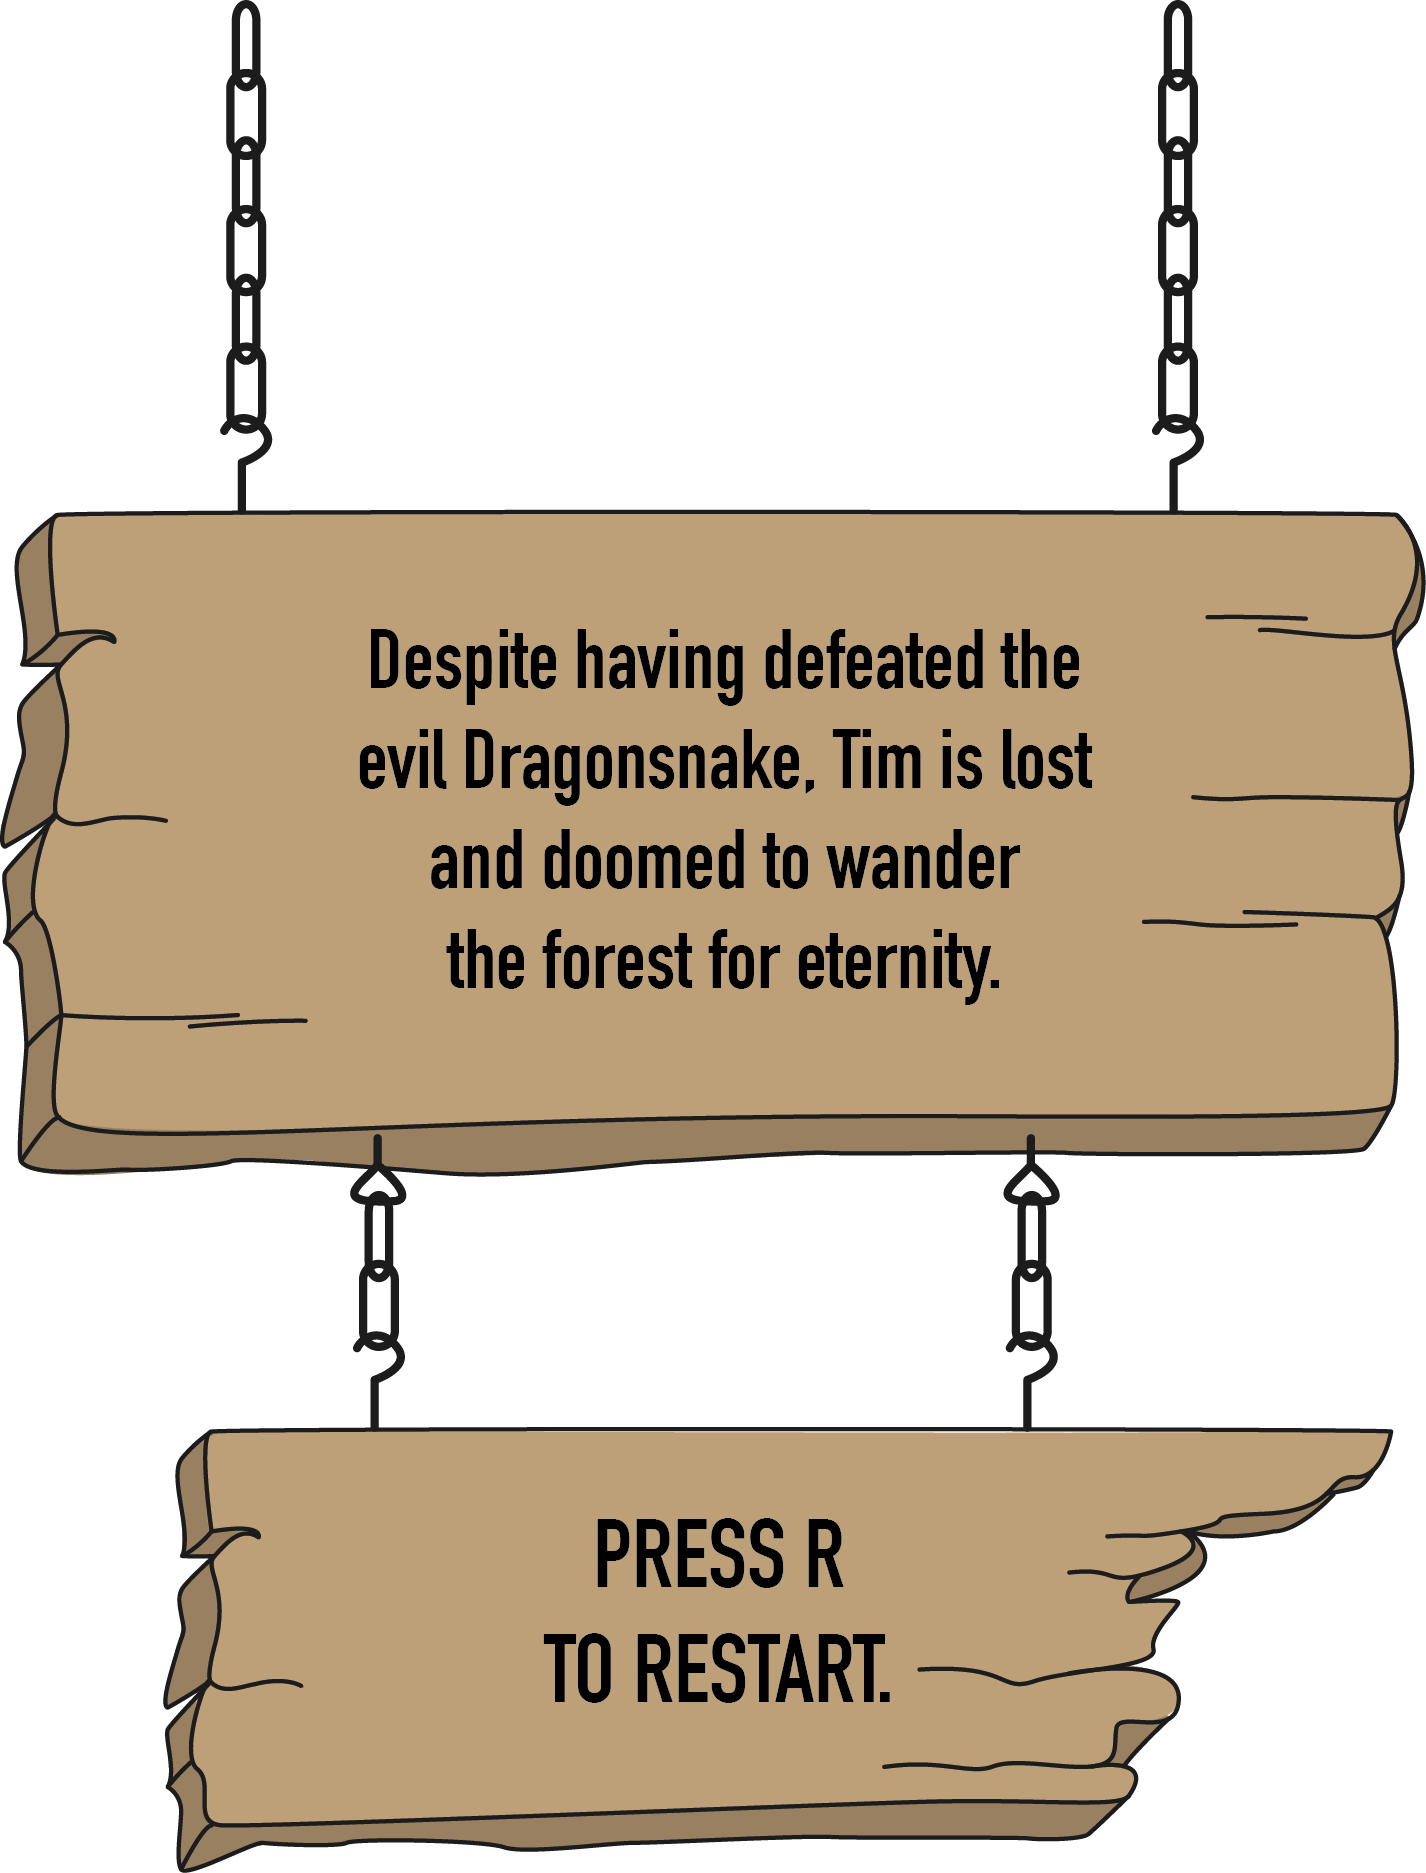 Despite having defeated the
evil Dragonsnake, Tim is lost
and doomed to wander
the forest for eternity.
PRESS R
TO RESTART.